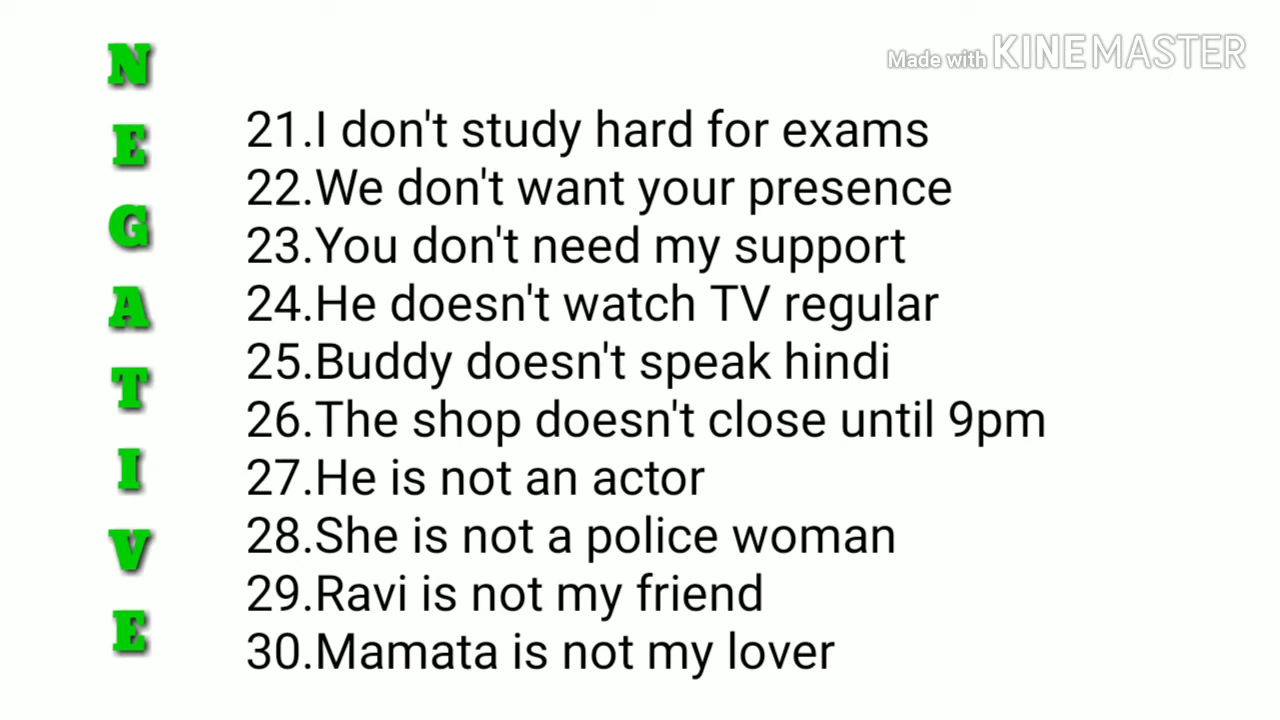 Made with KINEMASTER
NEGATIVE
21.I don't study hard for exams
22.We don't want your presence
23.You don't need my support
24.He doesn't watch TV regular
25.Buddy doesn't speak hindi
26.The shop doesn't close until 9pm
27.He is not an actor
28.She is not a police woman
29.Ravi is not my friend
30.Mamata is not my lover